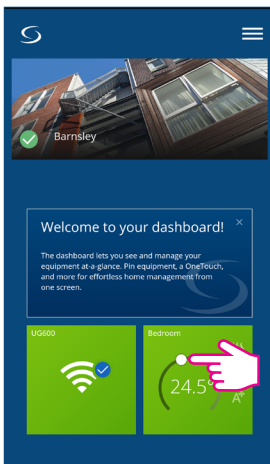 Barnsley
Welcome to your dashboard!
The dashboard lets you see and manage your
equipment at-a-glance. Pin equipment, a OneTouch,
and more for effortless home management from
one screen.
UG600
Bedroom
24.5°
A+